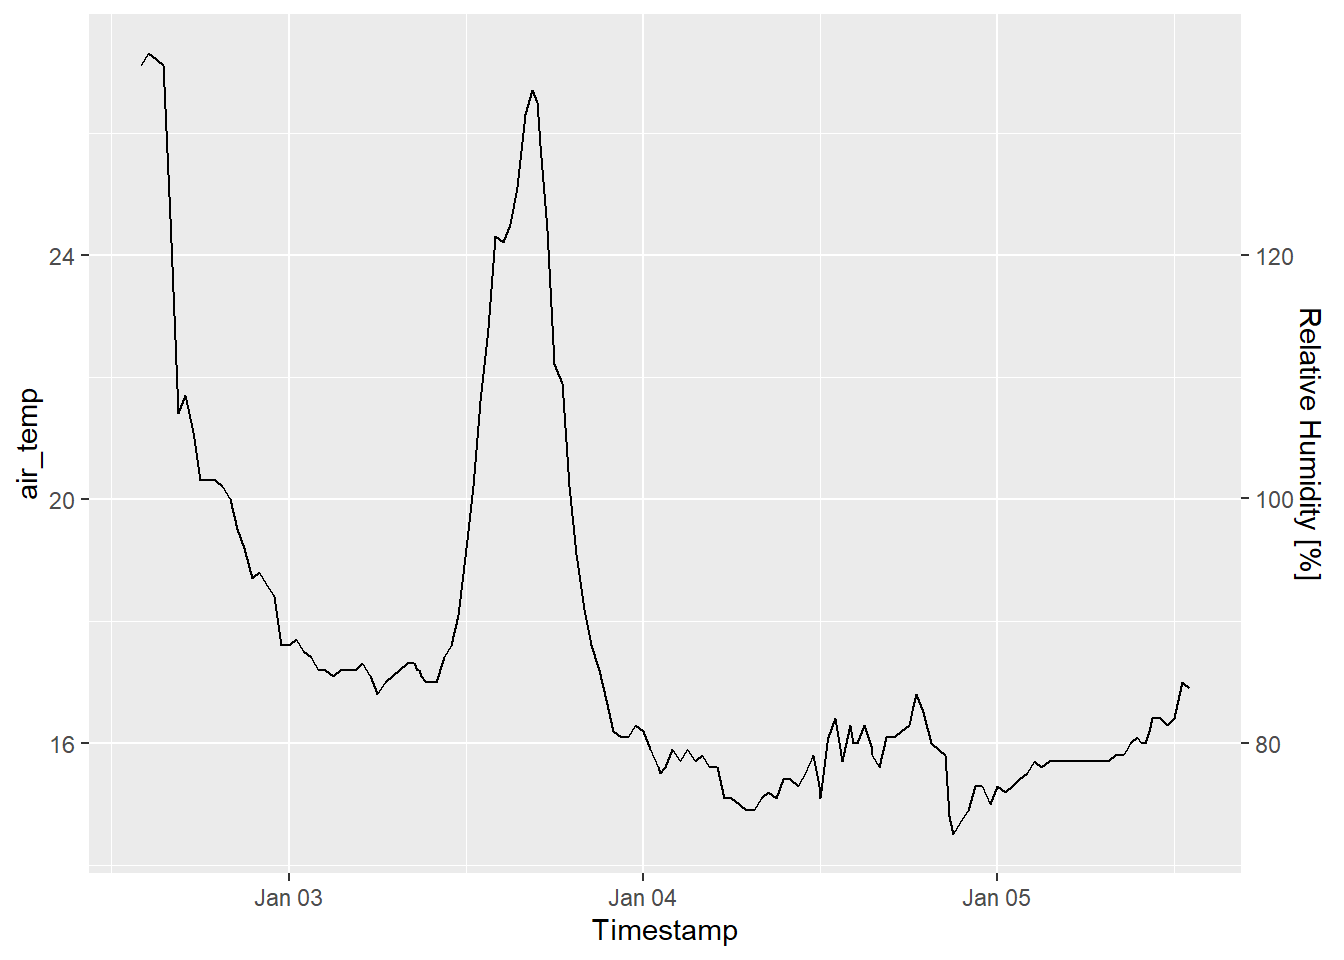 24
20
16
air_temp
120
100
80
Relative Humidity [%]
Jan 03
Jan 04
Jan 05
Timestamp